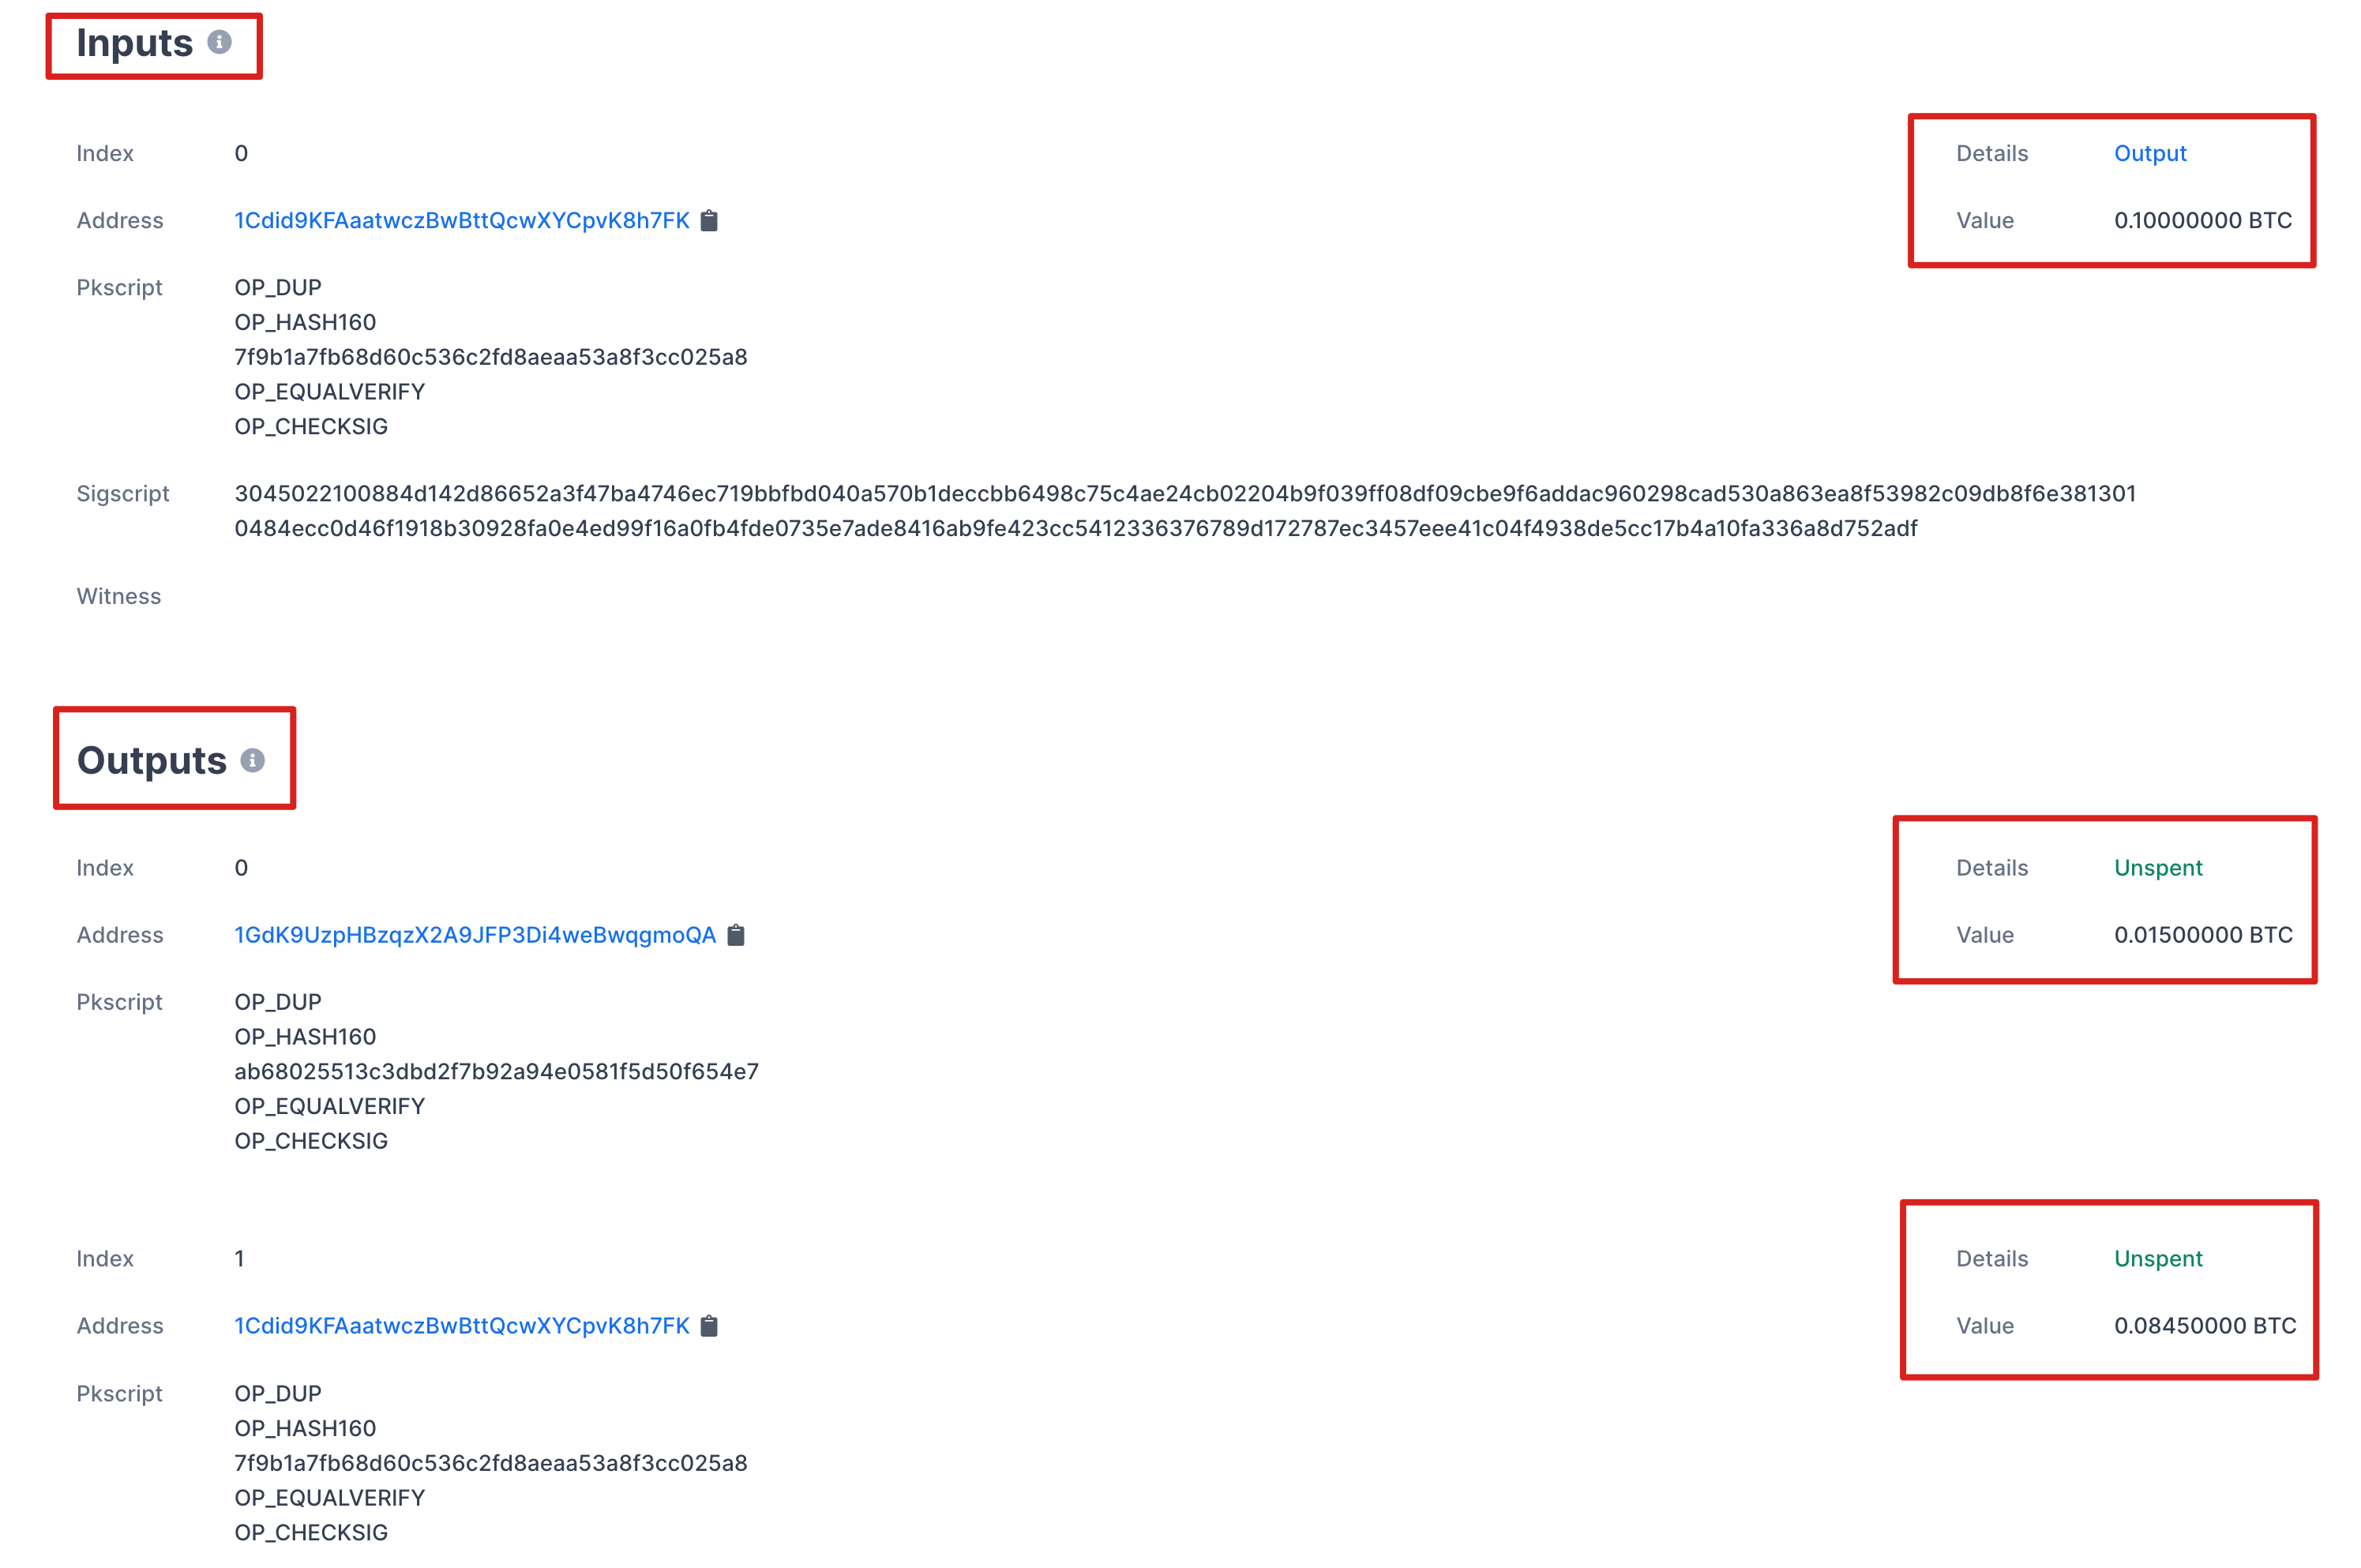 Inputs
Index 0 Details Output
Address 1Cdid9KFAaatwczBwBttQcwXYCpvK8h7FK Value 0.10000000 BTC
Pkscript OP_DUP
OP_HASH160
7f9b1a7fb68d60c536c2fd8aeaa53a8f3cc025a8
OP_EQUALVERIFY
OP_CHECKSIG
Sigscript 3045022100884d142d86652a3f47ba4746ec719bbfbd040a570b1deccbb6498c75c4ae24cb02204b9f039ff08df09cbe9f6addac960298cad530a863ea8f53982c09db8f6e381301
0484ecc0d46f1918b30928fa0e4ed99f16a0fb4fde0735e7ade8416ab9fe423cc5412336376789d172787ec3457eee41c04f4938de5cc17b4a10fa336a8d752adf
Witness
Outputs
Index 0 Details Unspent
Address 1GdK9UzpHBzqzX2A9JFP3Di4weBwqgmoQA Value 0.01500000 BTC
Pkscript OP_DUP
OP_HASH160
ab68025513c3dbd2f7b92a94e0581f5d50f654e7
OP_EQUALVERIFY
OP_CHECKSIG
Index 1 Details Unspent
Address 1Cdid9KFAaatwczBwBttQcwXYCpvK8h7FK Value 0.08450000 BTC
Pkscript OP_DUP
OP_HASH160
7f9b1a7fb68d60c536c2fd8aeaa53a8f3cc025a8
OP_EQUALVERIFY
OP_CHECKSIG